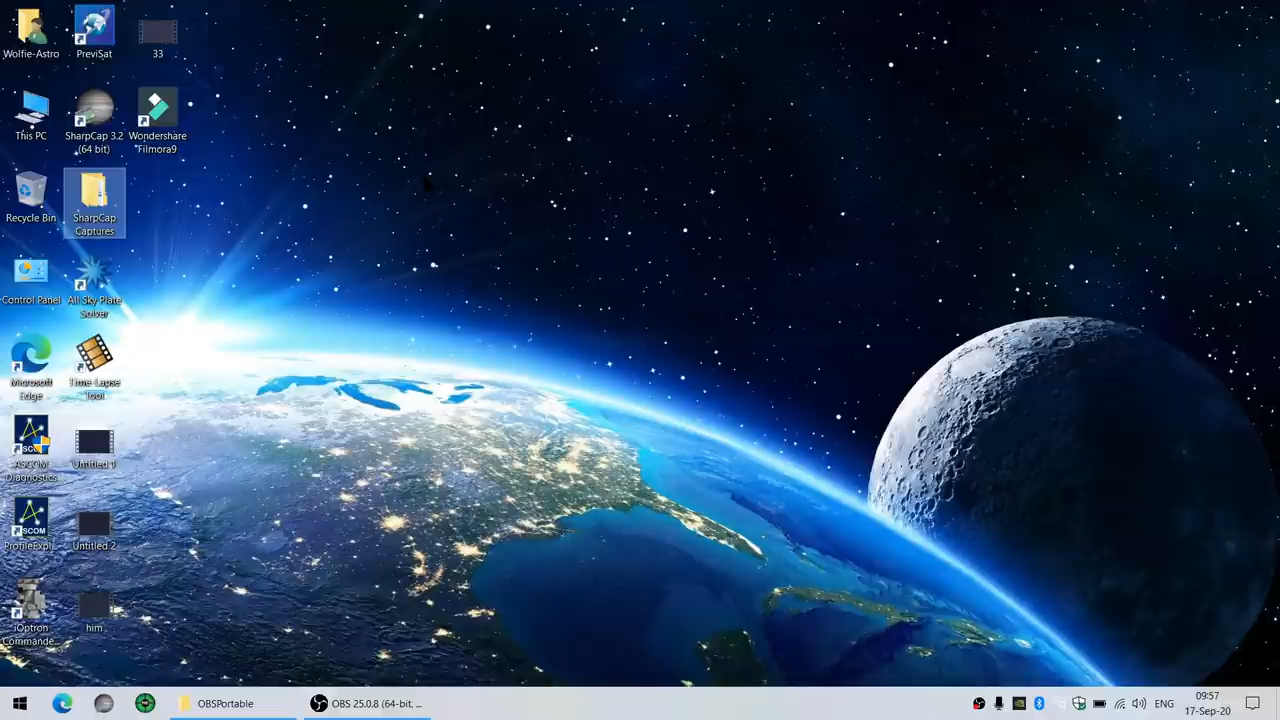 Wolfie-Astro
PreviSat
33
This PC
SharpCap 3.2
(64 bit)
Wondershare
Filmora9
Recycle Bin
SharpCap
Captures
Control Panel
All Sky Plate
Solver
Microsoft
Edge
Time-Lapse
Tool
ASCOM
Diagnostics
Untitled 1
SCOM
ProfileExpl...
Untitled 2
iOptron
Commande...
him
OBSPortable
OBS 25.0.8 (64-bit, ...
ENG
09:57
17-Sep-20